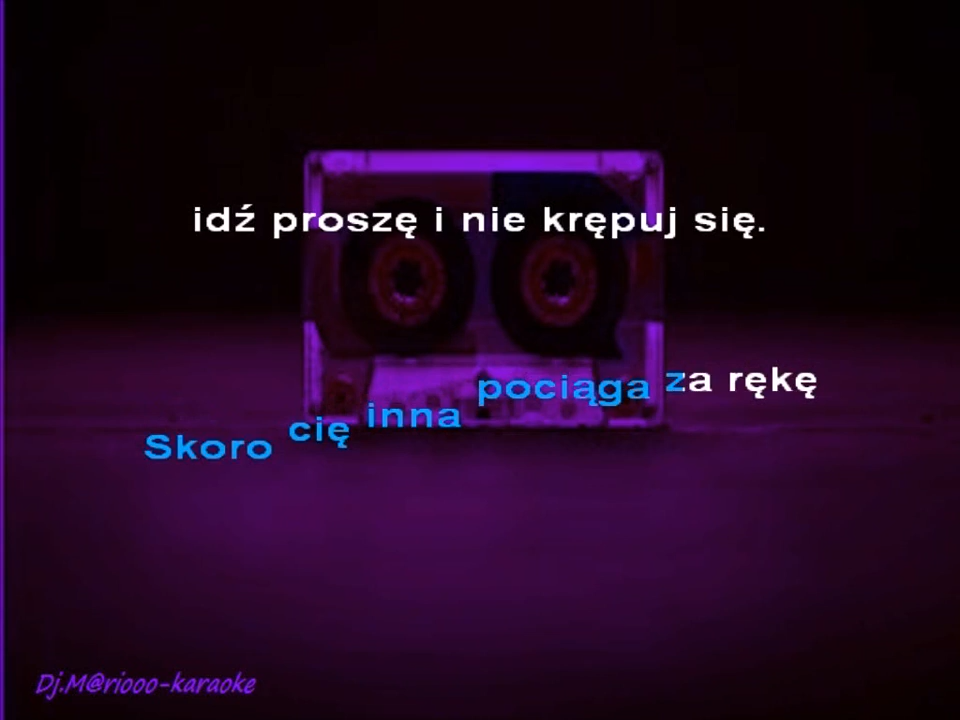 idź proszę i nie krępuj się.
Skoro cię inna pociąga za rękę
Dj.M@riooo-karaoke